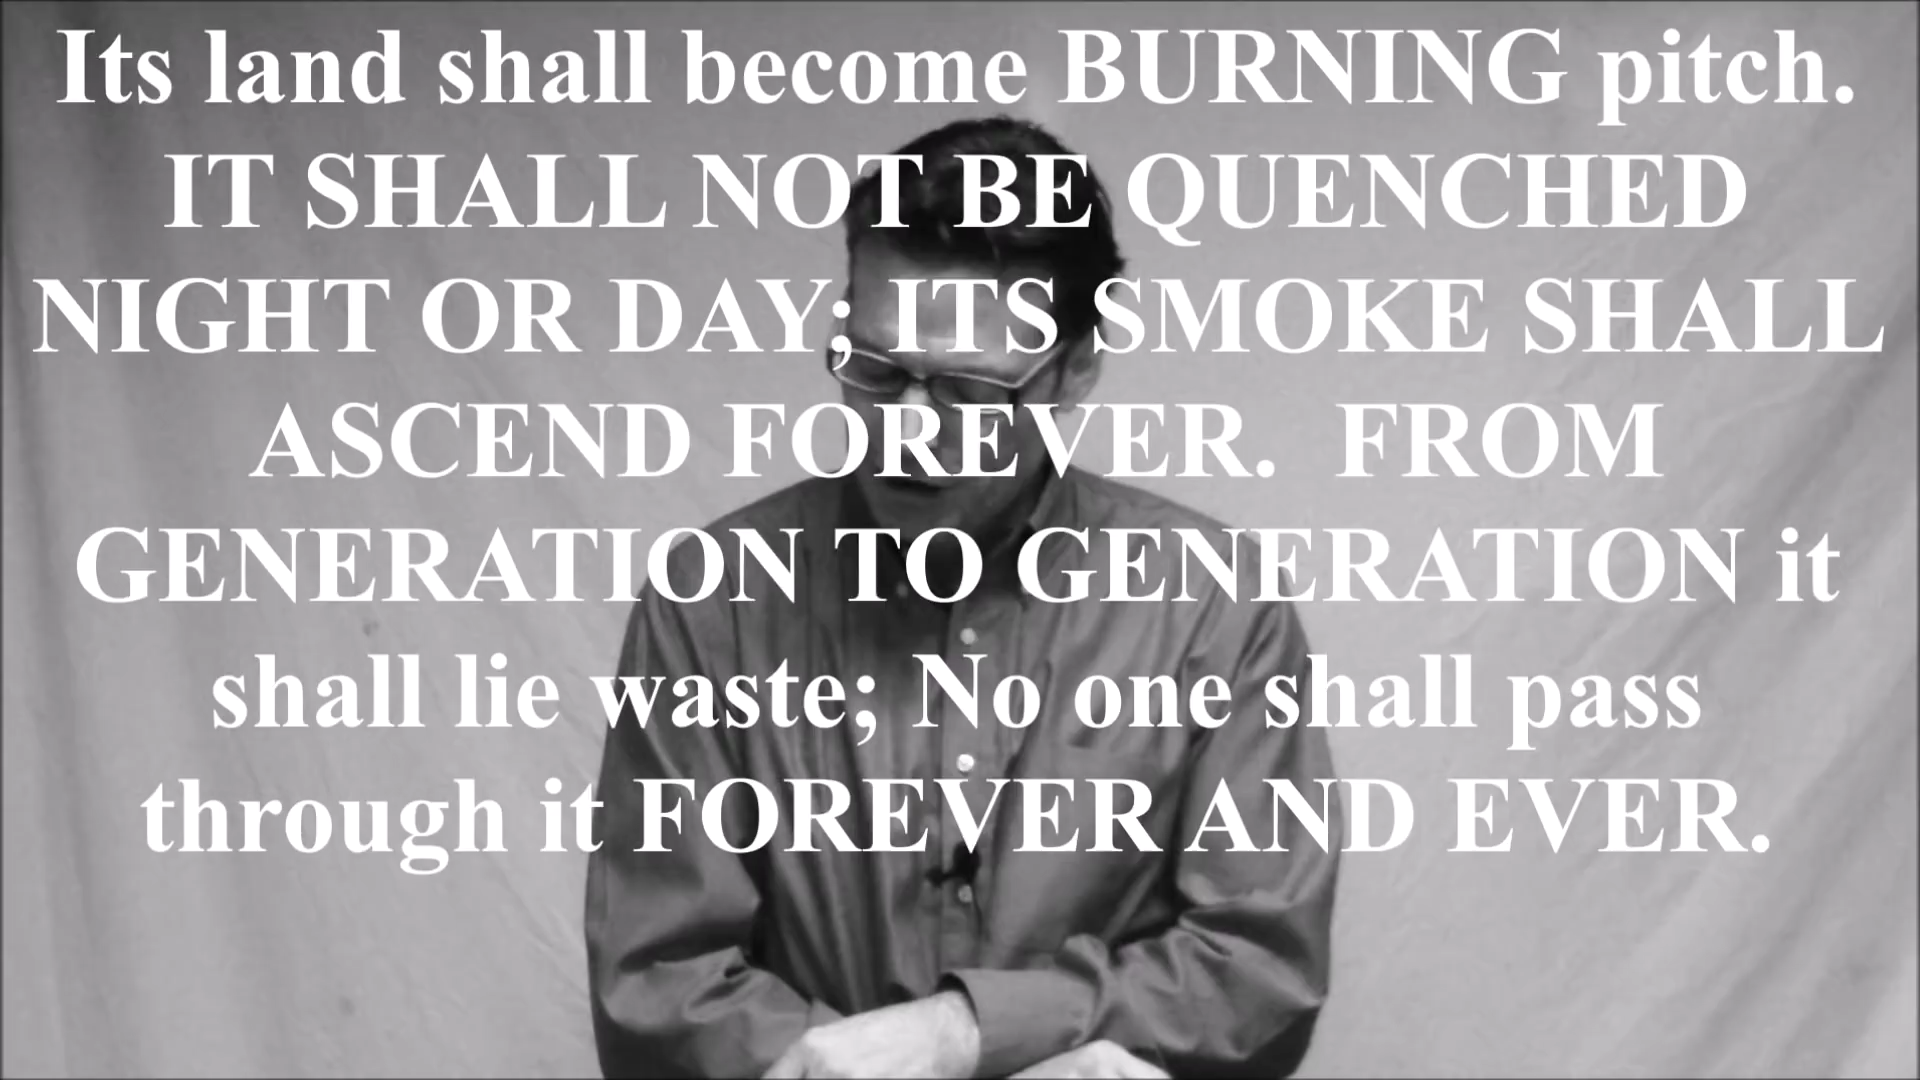 Its land shall become BURNING pitch.
IT SHALL NOT BE QUENCHED
NIGHT OR DAY; ITS SMOKE SHALL
ASCEND FOREVER.  FROM
GENERATION TO GENERATION it
shall lie waste; No one shall pass
through it FOREVER AND EVER.